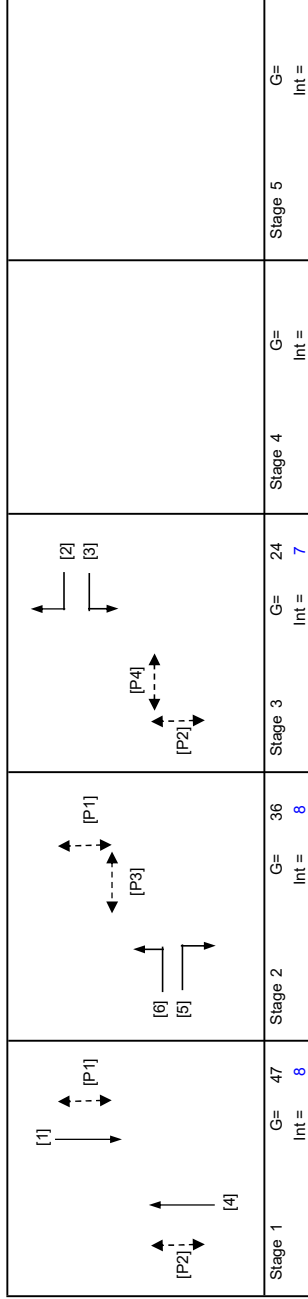 [1]
[P1]
[P2]
[4]
Stage 1 G= 47
Int = 8
[P1]
[P3]
[6]
[5]
Stage 2 G= 36
Int = 8
[2]
[3]
[P4]
[P2]
Stage 3 G= 24
Int = 7
Stage 4 G=
Int =
Stage 5 G=
Int =